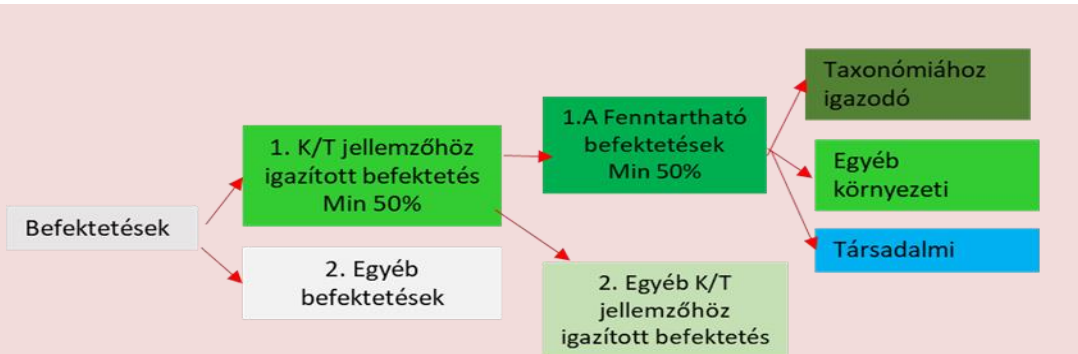 Befektetések
1. K/T jellemzőhöz
igazított befektetés
Min 50%
2. Egyéb
befektetések
1.A Fenntartható
befektetések
Min 50%
2. Egyéb K/T
jellemzőhöz
igazított befektetés
Taxonómiához
igazodó
Egyéb
környezeti
Társadalmi